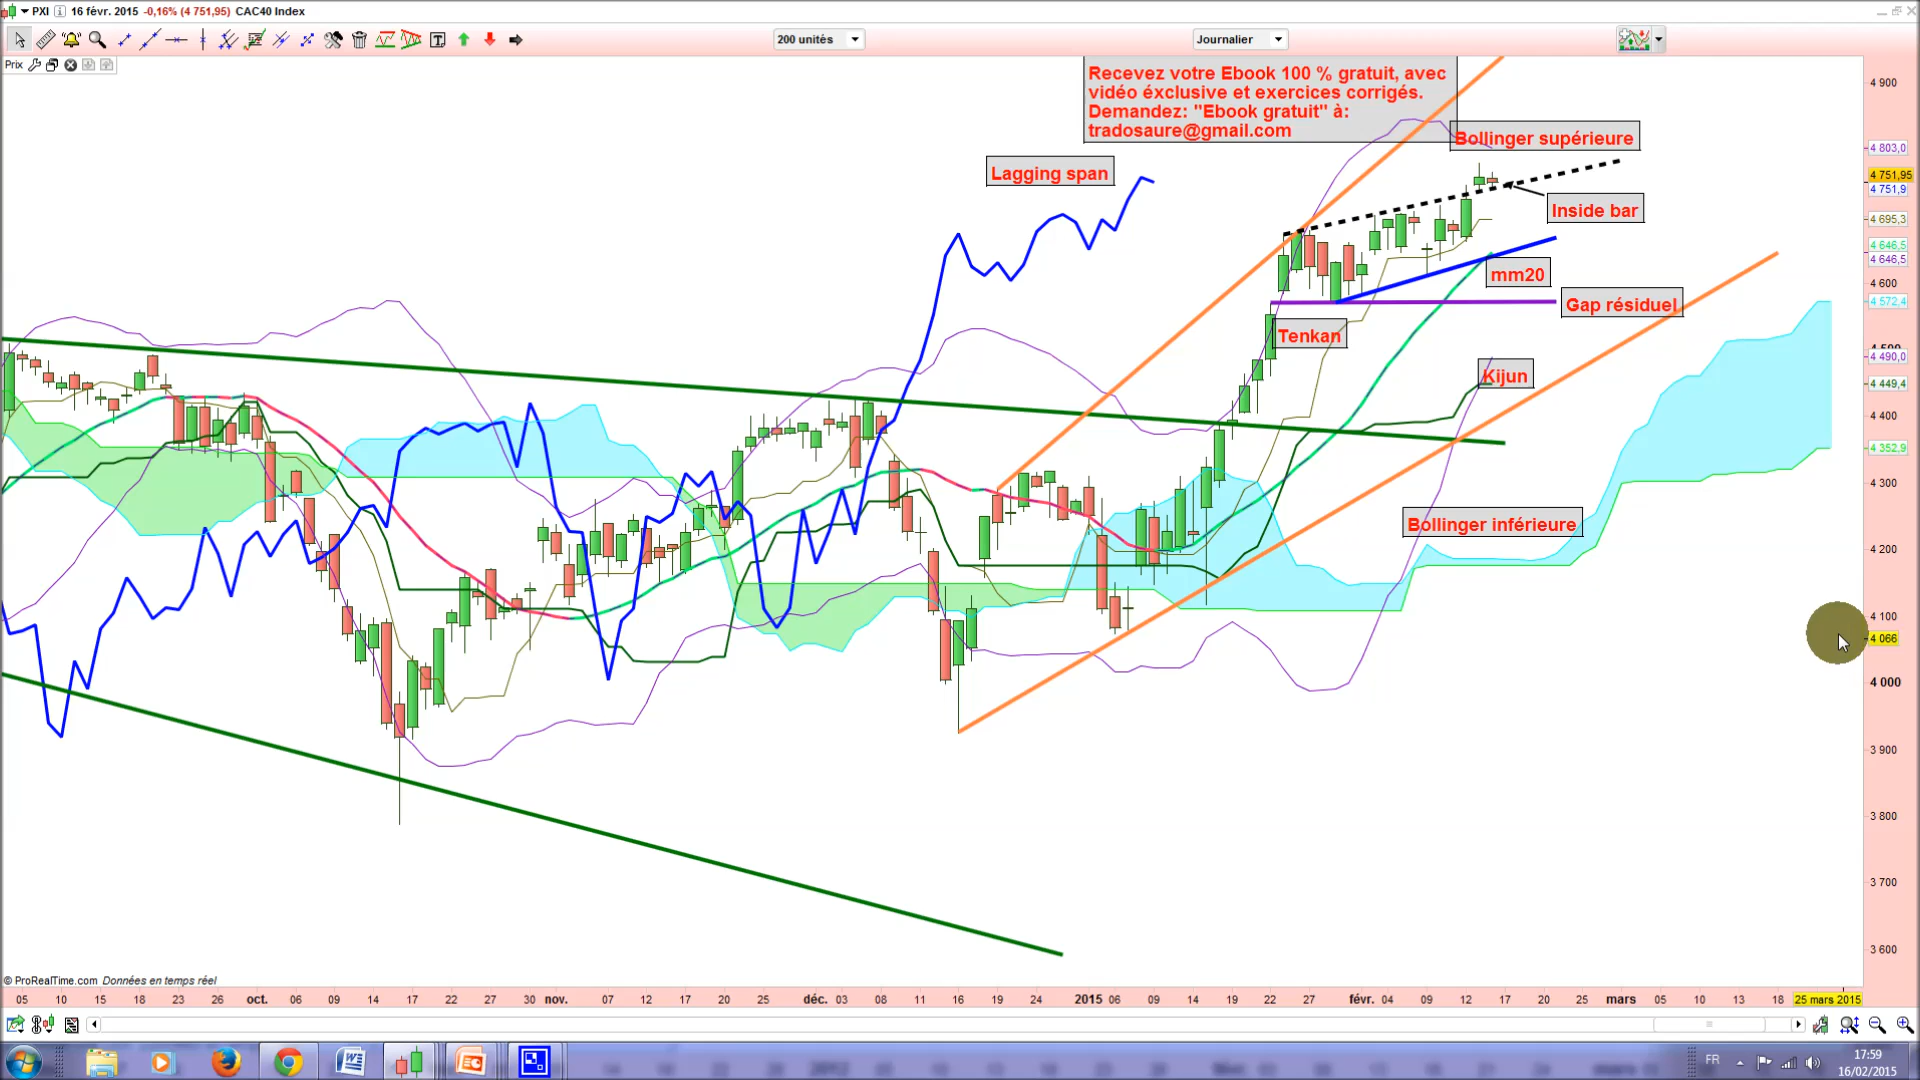 PXI 16 févr. 2015 -0,16% (4 751,95) CAC40 Index
200 unités
Journalier
Prix
Recevez votre Ebook 100 % gratuit, avec
vidéo éxclusive et exercices corrigés.
Demandez: "Ebook gratuit" à:
tradosaure@gmail.com
Bollinger supérieure
Lagging span
Inside bar
mm20
Gap résiduel
Tenkan
Kijun
Bollinger inférieure
4 900
4 803,0
4 751,95
4 751,9
4 695,3
4 646,5
4 646,5
4 600
4 572,4
4 490,0
4 449,4
4 400
4 352,9
4 300
4 200
4 100
4 066
4 000
3 900
3 800
3 700
3 600
© ProRealTime.com Données en temps réel
05 10 15 18 23 26 oct. 06 09 14 17 22 27 30 nov. 07 12 17 20 25 déc. 03 08 11 16 19 24 2015 06 09 14 19 22 27 févr. 04 09 12 17 20 25 mars 05 10 13 18 25 mars 2015
FR
17:59
16/02/2015